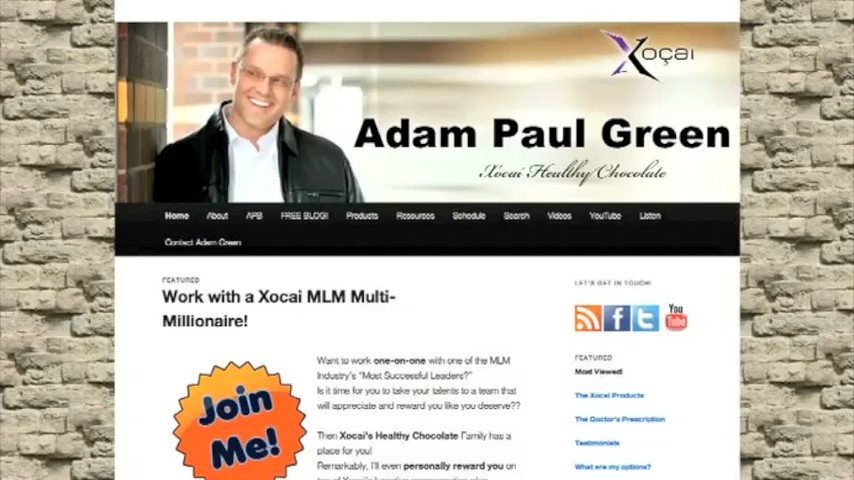 Xoçai
Adam Paul Green
Xocai Healthy Chocolate
Home About APB FREE BLOG! Products Resources Schedule Search Videos YouTube Listen
Contact Adam Green
FEATURED
Work with a Xocai MLM Multi-
Millionaire!
Join
Me!
Want to work one-on-one with one of the MLM
Industry's "Most Successful Leaders?"
Is it time for you to take your talents to a team that
will appreciate and reward you like you deserve??
Then Xocai's Healthy Chocolate Family has a
place for you!
Remarkably, I'll even personally reward you on
LET'S GET IN TOUCH!
You
Tube
FEATURED
Most Viewed!
The Xocai Products
The Doctor's Prescription
Testimonials
What are my options?